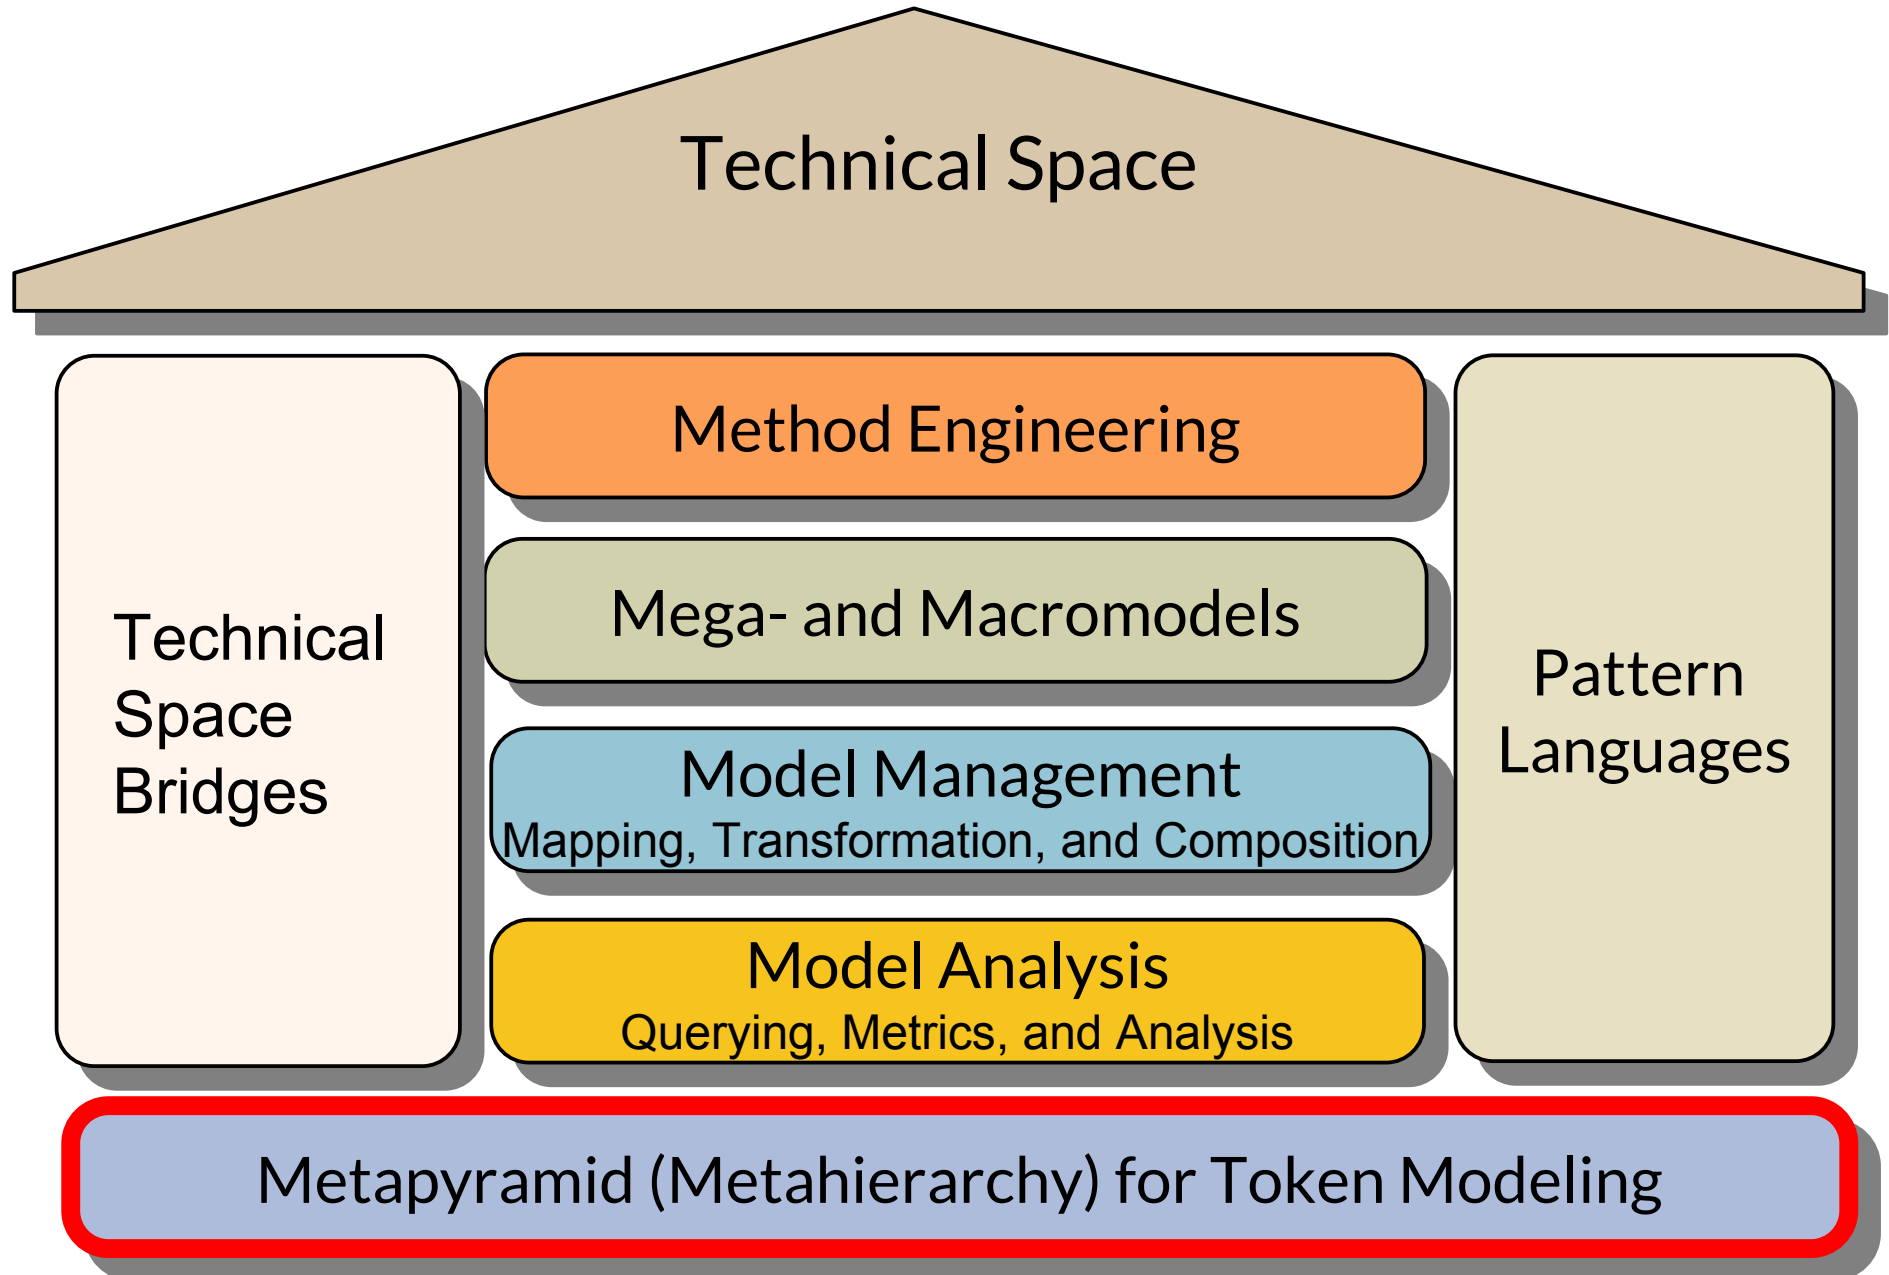 Technical Space
Method Engineering
Mega- and Macromodels
Technical
Space
Bridges
Pattern
Languages
Model Management
Mapping, Transformation, and Composition
Model Analysis
Querying, Metrics, and Analysis
Metapyramid (Metahierarchy) for Token Modeling